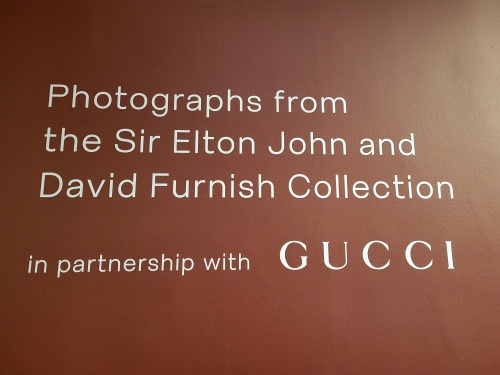 Photographs from
the Sir Elton John and
David Furnish Collection
in partnership with GUCCI